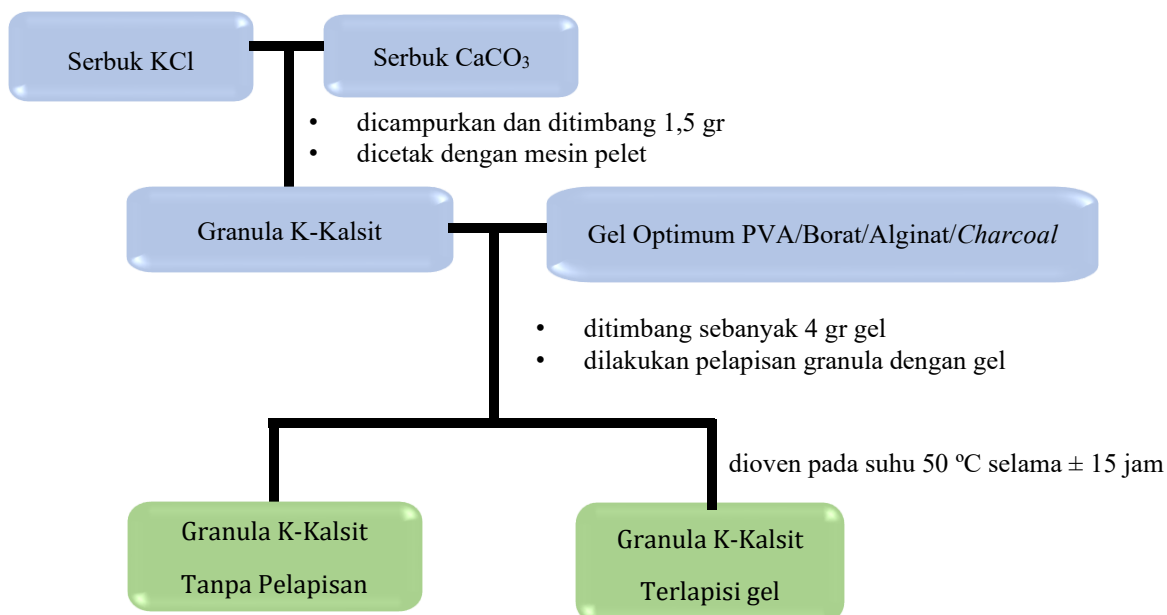 Serbuk KCl
Serbuk CaCO₃
• dicampurkan dan ditimbang 1,5 gr
• dicetak dengan mesin pelet
Granula K-Kalsit
Gel Optimum PVA/Borat/Alginat/Charcoal
• ditimbang sebanyak 4 gr gel
• dilakukan pelapisan granula dengan gel
dioven pada suhu 50 ºC selama ± 15 jam
Granula K-Kalsit
Tanpa Pelapisan
Granula K-Kalsit
Terlapisi gel